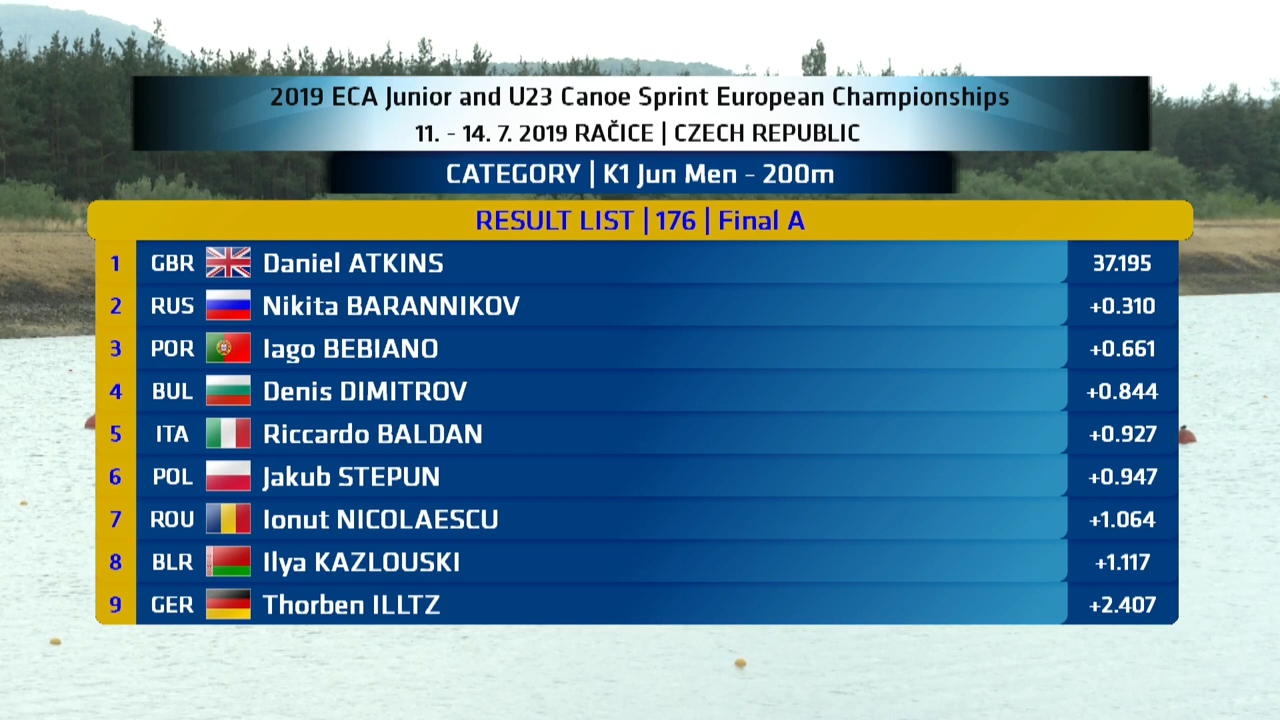 2019 ECA Junior and U23 Canoe Sprint European Championships
11. - 14. 7. 2019 RAČICE | CZECH REPUBLIC
CATEGORY | K1 Jun Men - 200m
RESULT LIST | 176 | Final A
1 GBR Daniel ATKINS 37.195
2 RUS Nikita BARANNIKOV +0.310
3 POR Iago BEBIANO +0.661
4 BUL Denis DIMITROV +0.844
5 ITA Riccardo BALDAN +0.927
6 POL Jakub STEPUN +0.947
7 ROU Ionut NICOLAESCU +1.064
8 BLR Ilya KAZLOUSKI +1.117
9 GER Thorben ILLTZ +2.407